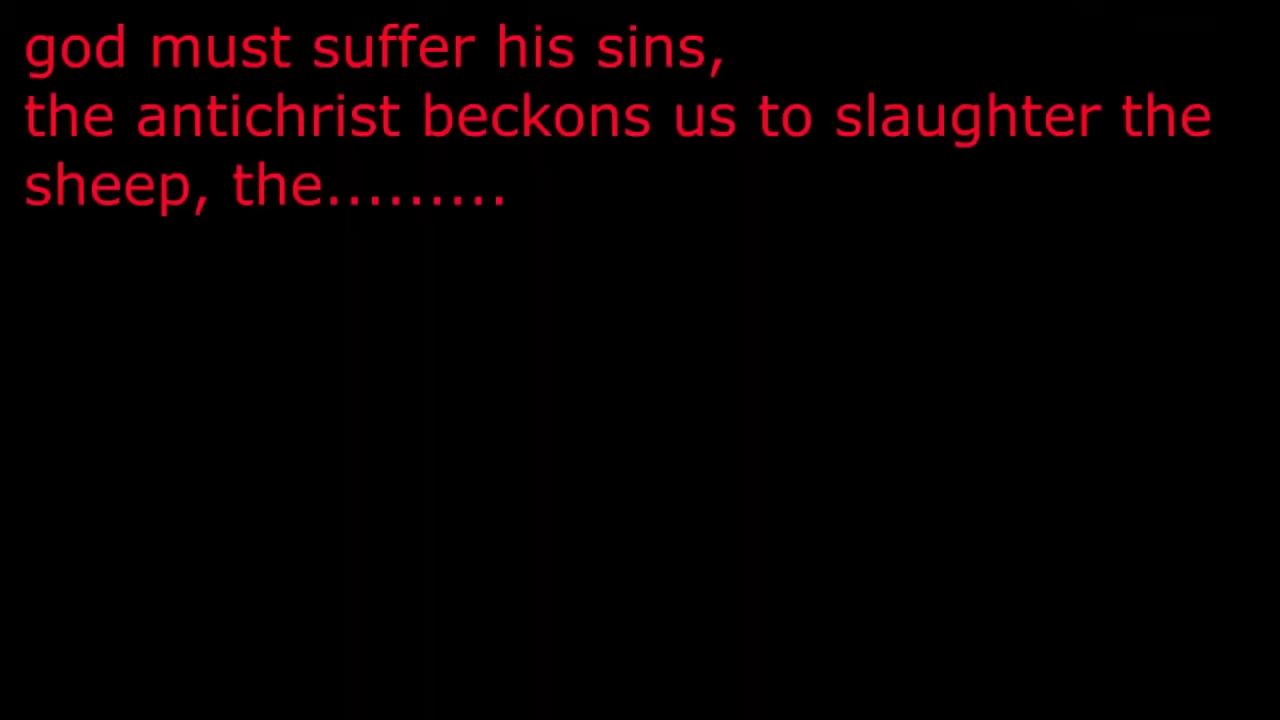 god must suffer his sins,
the antichrist beckons us to slaughter the
sheep, the.........